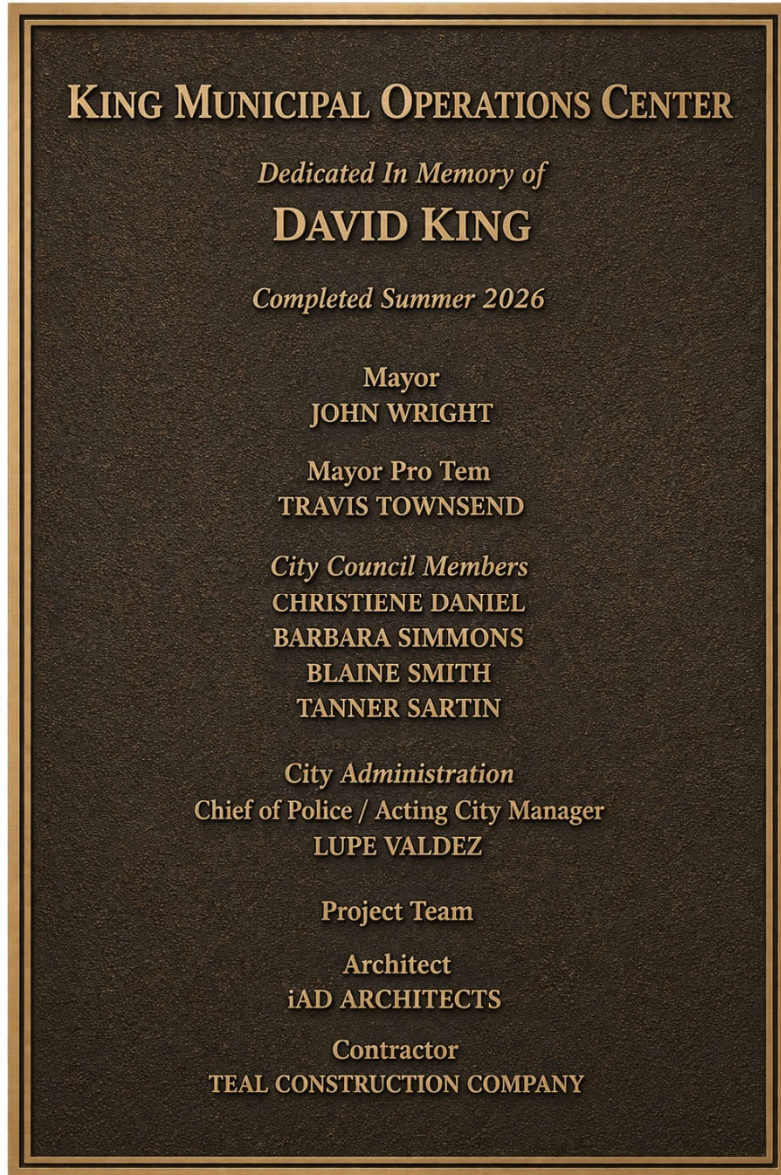 KING MUNICIPAL OPERATIONS CENTER
Dedicated In Memory of
DAVID KING
Completed Summer 2026
Mayor
JOHN WRIGHT
Mayor Pro Tem
TRAVIS TOWNSEND
City Council Members
CHRISTIENE DANIEL
BARBARA SIMMONS
BLAINE SMITH
TANNER SARTIN
City Administration
Chief of Police / Acting City Manager
LUPE VALDEZ
Project Team
Architect
iAD ARCHITECTS
Contractor
TEAL CONSTRUCTION COMPANY